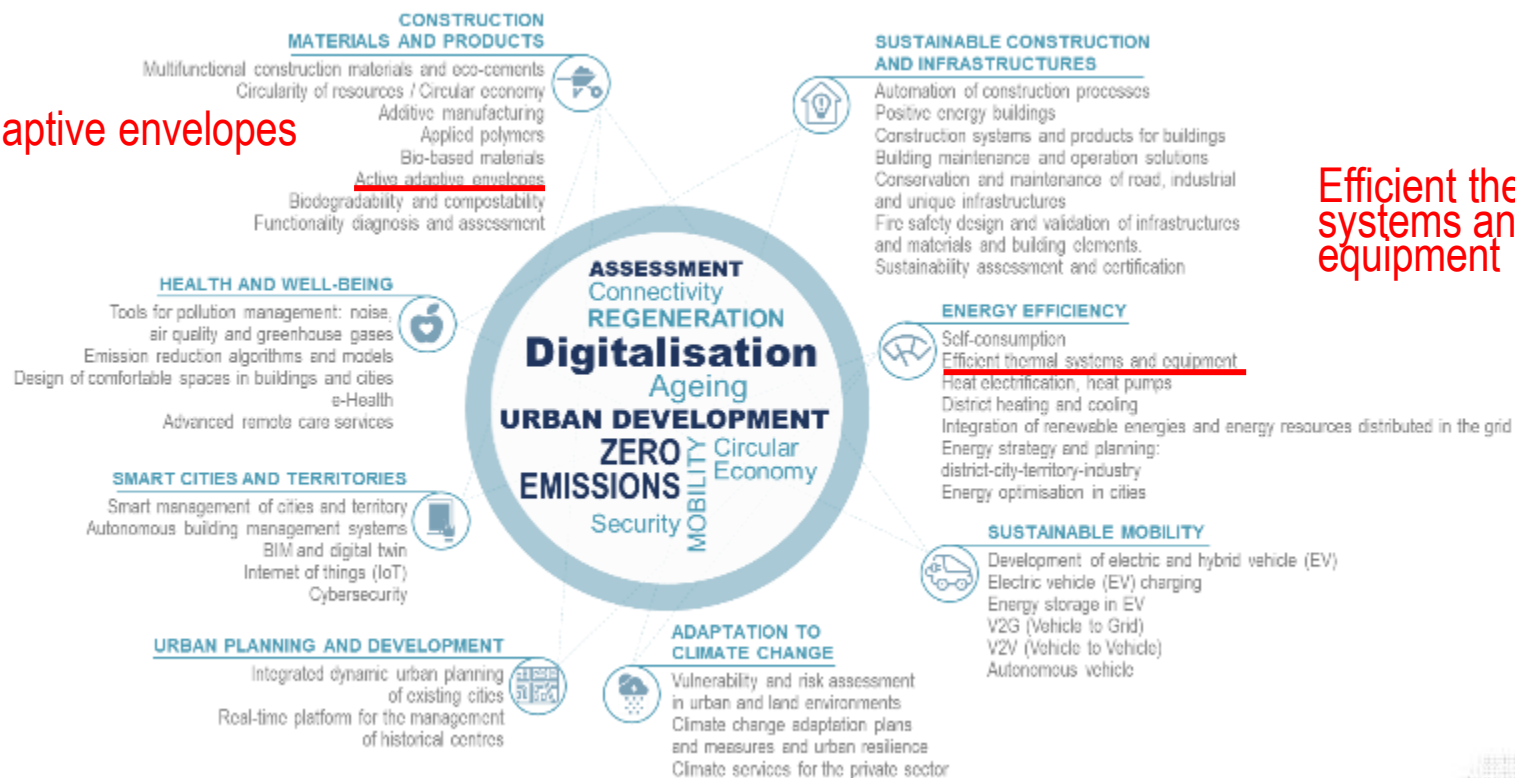 CONSTRUCTION
MATERIALS AND PRODUCTS
Multifunctional construction materials and eco-cements
Circularity of resources / Circular economy
Additive manufacturing
Applied polymers
Bio-based materials
Active adaptive envelopes
Biodegradability and compostability
Functionality diagnosis and assessment
aptive envelopes
SUSTAINABLE CONSTRUCTION
AND INFRASTRUCTURES
Automation of construction processes
Positive energy buildings
Construction systems and products for buildings
Building maintenance and operation solutions
Conservation and maintenance of road, industrial
and unique infrastructures
Fire safety design and validation of infrastructures
and materials and building elements.
Sustainability assessment and certification
Efficient the
systems an
equipment
HEALTH AND WELL-BEING
Tools for pollution management: noise,
air quality and greenhouse gases
Emission reduction algorithms and models
Design of comfortable spaces in buildings and cities
e-Health
Advanced remote care services
ASSESSMENT
Connectivity
REGENERATION
Digitalisation
Ageing
URBAN DEVELOPMENT
ZERO
EMISSIONS
MOBILITY
Circular
Economy
Security
ENERGY EFFICIENCY
Self-consumption
Efficient thermal systems and equipment
Heat electrification, heat pumps
District heating and cooling
Integration of renewable energies and energy resources distributed in the grid
Energy strategy and planning:
district-city-territory-industry
Energy optimisation in cities
SMART CITIES AND TERRITORIES
Smart management of cities and territory
Autonomous building management systems
BIM and digital twin
Internet of things (IoT)
Cybersecurity
SUSTAINABLE MOBILITY
Development of electric and hybrid vehicle (EV)
Electric vehicle (EV) charging
Energy storage in EV
V2G (Vehicle to Grid)
V2V (Vehicle to Vehicle)
Autonomous vehicle
URBAN PLANNING AND DEVELOPMENT
Integrated dynamic urban planning
of existing cities
Real-time platform for the management
of historical centres
ADAPTATION TO
CLIMATE CHANGE
Vulnerability and risk assessment
in urban and land environments
Climate change adaptation plans
and measures and urban resilience
Climate services for the private sector